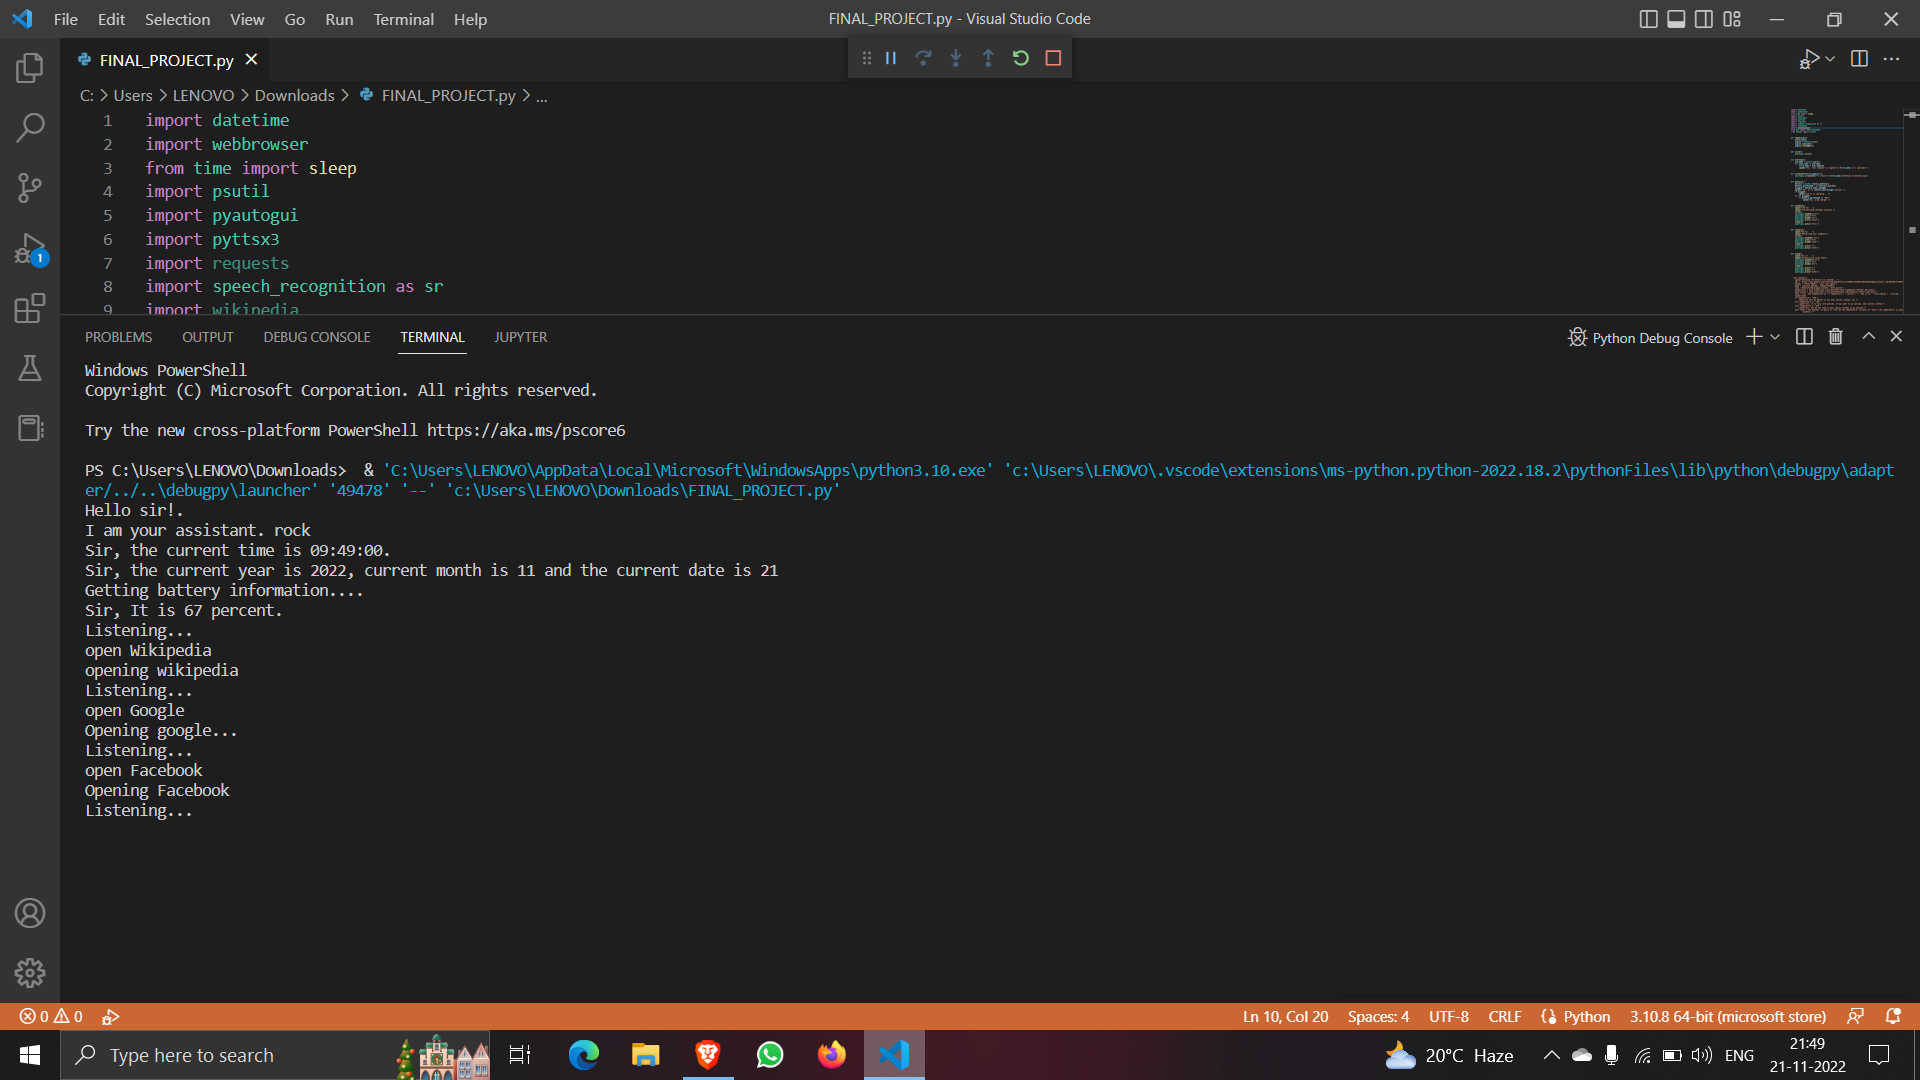 File Edit Selection View Go Run Terminal Help
FINAL_PROJECT.py - Visual Studio Code
FINAL_PROJECT.py
C: > Users > LENOVO > Downloads > FINAL_PROJECT.py > ...
1 import datetime
2 import webbrowser
3 from time import sleep
4 import psutil
5 import pyautogui
6 import pyttsx3
7 import requests
8 import speech_recognition as sr
9 import wikipedia
1
PROBLEMS OUTPUT DEBUG CONSOLE TERMINAL JUPYTER
Python Debug Console
Windows PowerShell
Copyright (C) Microsoft Corporation. All rights reserved.
Try the new cross-platform PowerShell https://aka.ms/pscore6
PS C:\Users\LENOVO\Downloads>  & 'C:\Users\LENOVO\AppData\Local\Microsoft\WindowsApps\python3.10.exe' 'c:\Users\LENOVO\.vscode\extensions\ms-python.python-2022.18.2\pythonFiles\lib\python\debugpy\adapt
er/../..\debugpy\launcher' '49478' '--' 'c:\Users\LENOVO\Downloads\FINAL_PROJECT.py'
Hello sir!.
I am your assistant. rock
Sir, the current time is 09:49:00.
Sir, the current year is 2022, current month is 11 and the current date is 21
Getting battery information....
Sir, It is 67 percent.
Listening...
open Wikipedia
opening wikipedia
Listening...
open Google
Opening google...
Listening...
open Facebook
Opening Facebook
Listening...
0 0
Ln 10, Col 20 Spaces: 4 UTF-8 CRLF Python 3.10.8 64-bit (microsoft store)
Type here to search
20°C Haze
ENG
21:49
21-11-2022